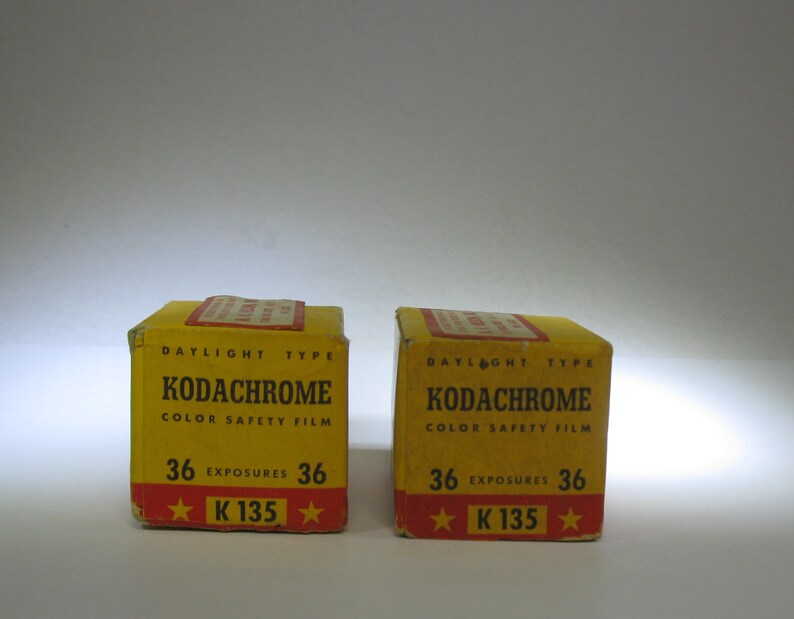 DAYLIGHT TYPE
KODACHROME
COLOR SAFETY FILM
36 EXPOSURES 36
K 135
DAYLIGHT TYPE
KODACHROME
COLOR SAFETY FILM
36 EXPOSURES 36
K 135